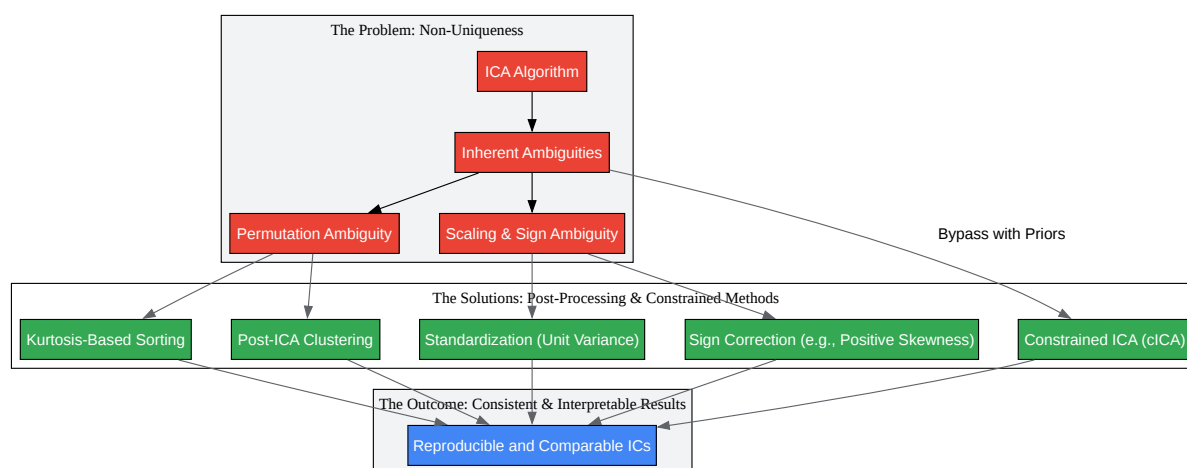 The Problem: Non-Uniqueness
ICA Algorithm
Inherent Ambiguities
Permutation Ambiguity
Scaling & Sign Ambiguity
Bypass with Priors
The Solutions: Post-Processing & Constrained Methods
Kurtosis-Based Sorting
Post-ICA Clustering
Standardization (Unit Variance)
Sign Correction (e.g., Positive Skewness)
Constrained ICA (cICA)
The Outcome: Consistent & Interpretable Results
Reproducible and Comparable ICs